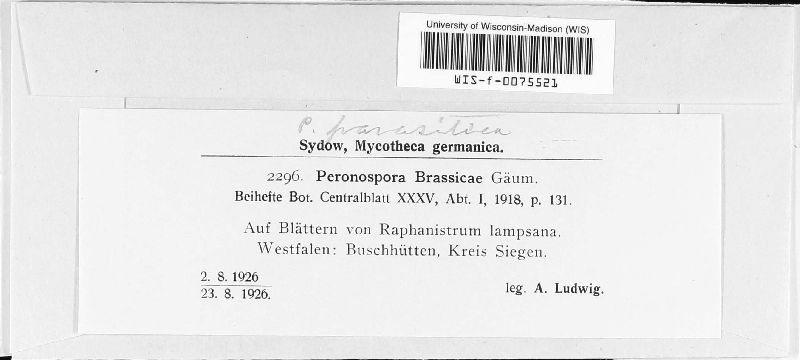 University of Wisconsin-Madison (WIS)
WIS-f-0075521
P. parasitica
Sydow, Mycotheca germanica.
2296. Peronospora Brassicae Gäum.
Beihefte Bot. Centralblatt XXXV, Abt. I, 1918, p. 131.
Auf Blättern von Raphanistrum lampsana.
Westfalen: Buschhütten, Kreis Siegen.
2. 8. 1926
23. 8. 1926.
leg. A. Ludwig.